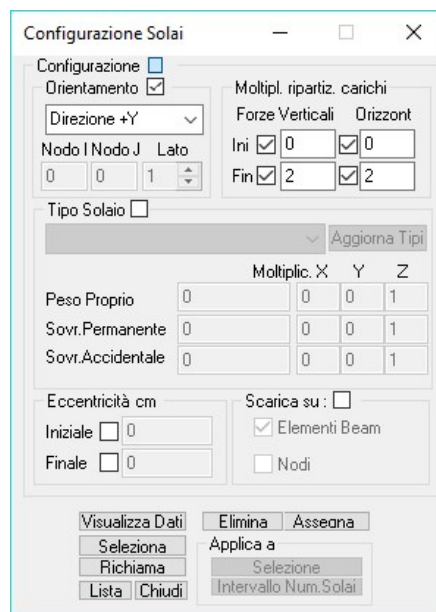 Configurazione Solai
Configurazione
Orientamento
Direzione +Y
Nodo I Nodo J Lato
0 0 1
Moltipl. ripartiz. carichi
Forze Verticali Orizzont
Ini 0 0
Fin 2 2
Tipo Solaio
Aggiorna Tipi
Moltiplic. X Y Z
Peso Proprio 0 0 0 1
Sovr.Permanente 0 0 0 1
Sovr.Accidentale 0 0 0 1
Eccentricità cm
Iniziale 0
Finale 0
Scarica su :
Elementi Beam
Nodi
Visualizza Dati Elimina Assegna
Seleziona
Richiama
Lista Chiudi
Applica a
Selezione
Intervallo Num.Solai